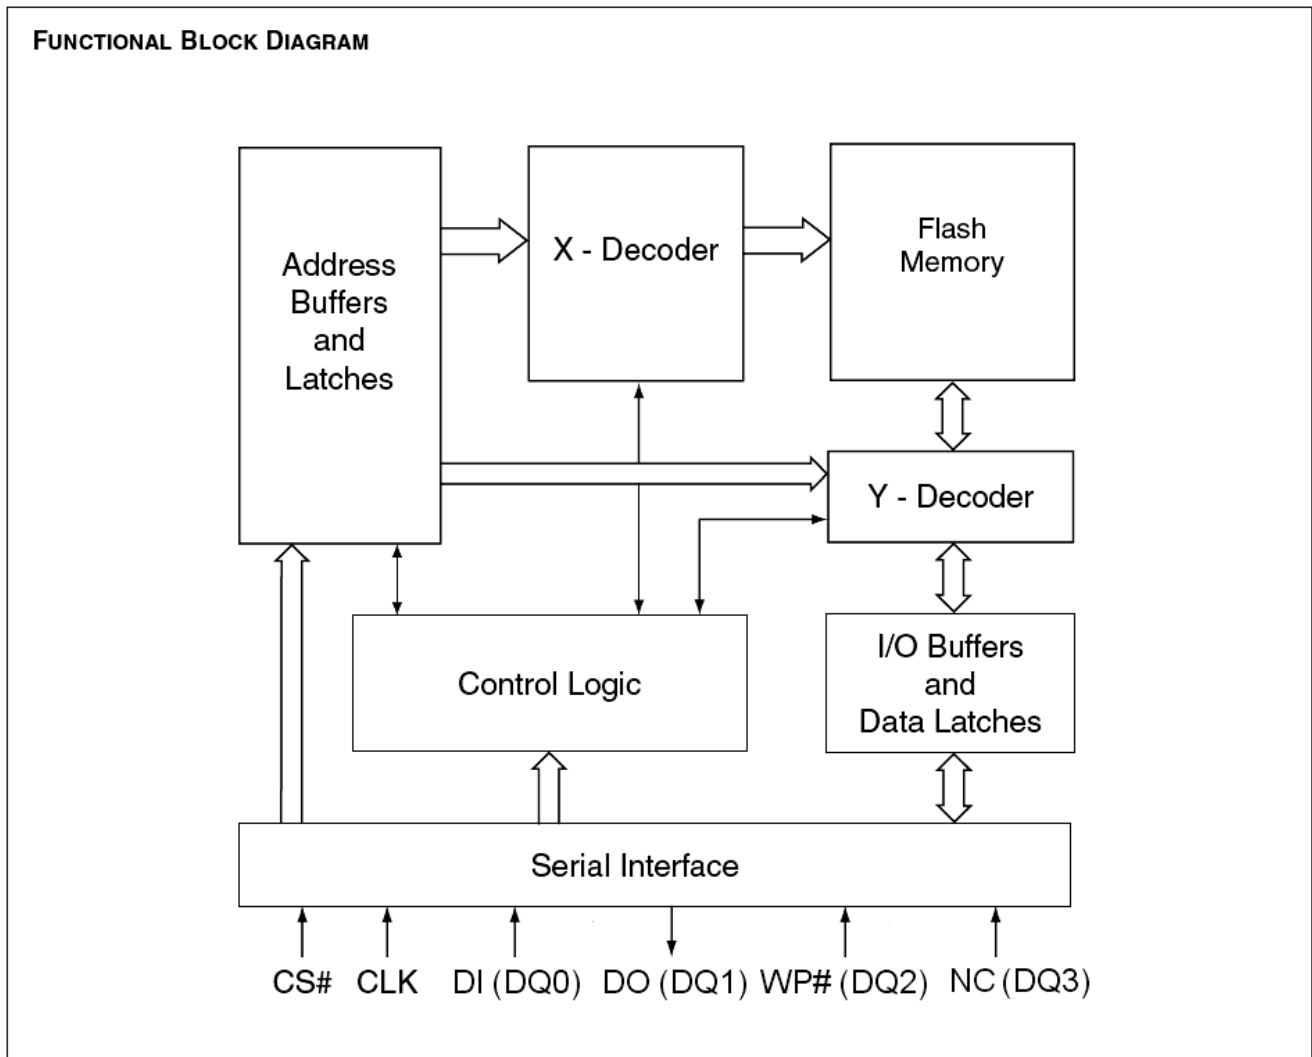 FUNCTIONAL BLOCK DIAGRAM
Address
Buffers
and
Latches
X - Decoder
Flash
Memory
Y - Decoder
Control Logic
I/O Buffers
and
Data Latches
Serial Interface
CS# CLK DI (DQ0) DO (DQ1) WP# (DQ2) NC (DQ3)